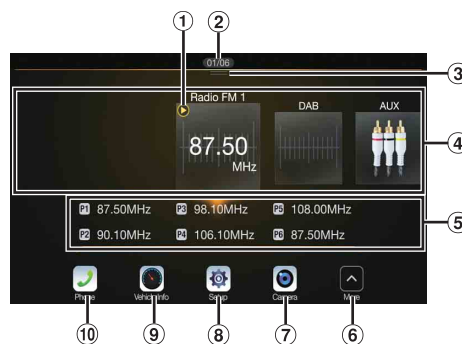 ① ②
01/06
③
Radio FM 1
DAB
AUX
87.50
MHz
④
P1 87.50MHz P3 98.10MHz P5 108.00MHz
⑤
P2 90.10MHz P4 106.10MHz P6 87.50MHz
Phone Vehicle Info Setup Camera More
⑩ ⑨ ⑧ ⑦ ⑥